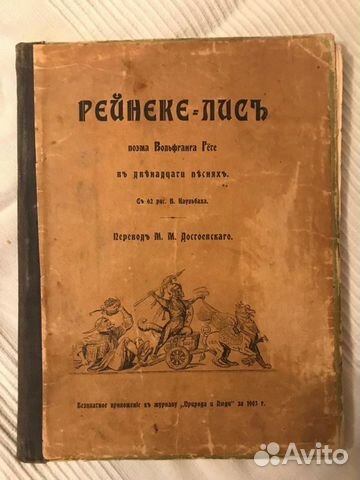 РЕЙНЕКЕ-ЛИСЪ
поэма Вольфганга Гёте
въ двѣнадцати пѣсняхъ.
Съ 62 рис. В. Каульбаха.
Переводъ М. М. Достоевскаго.
Безплатное приложеніе къ журналу „Природа и Люди“ за 1903 г.
Avito